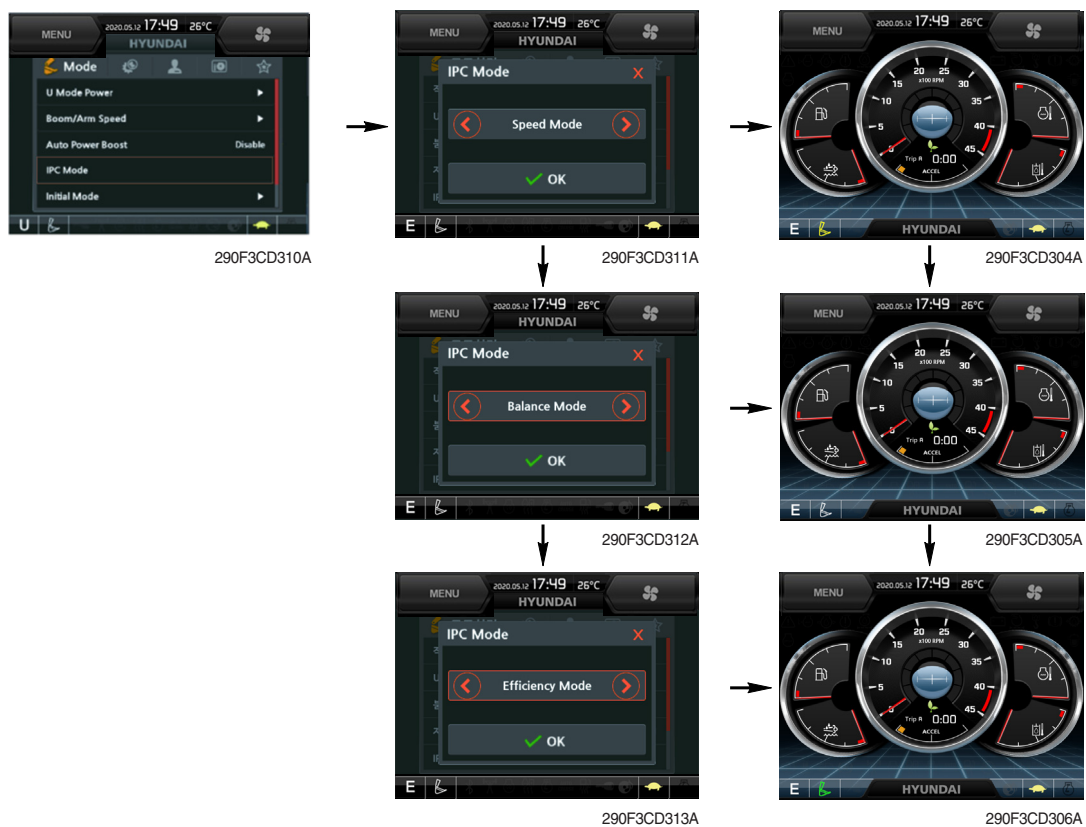 MENU 2020.05.12 17:49 26°C
HYUNDAI
Mode
U Mode Power
Boom/Arm Speed
Auto Power Boost Disable
IPC Mode
Initial Mode
U
290F3CD310A
MENU 2020.05.12 17:49 26°C
HYUNDAI
IPC Mode X
Speed Mode
OK
E
290F3CD311A
MENU 2020.05.12 17:49 26°C
20 25
x100 RPM
15 30
10 35
5 40
0 45
Trip A 0:00
ACCEL
E HYUNDAI
290F3CD304A
MENU 2020.05.12 17:49 26°C
HYUNDAI
IPC Mode X
Balance Mode
OK
E
290F3CD312A
MENU 2020.05.12 17:49 26°C
20 25
x100 RPM
15 30
10 35
5 40
0 45
Trip A 0:00
ACCEL
E HYUNDAI
290F3CD305A
MENU 2020.05.12 17:49 26°C
HYUNDAI
IPC Mode X
Efficiency Mode
OK
E
290F3CD313A
MENU 2020.05.12 17:49 26°C
20 25
x100 RPM
15 30
10 35
5 40
0 45
Trip A 0:00
ACCEL
E HYUNDAI
290F3CD306A